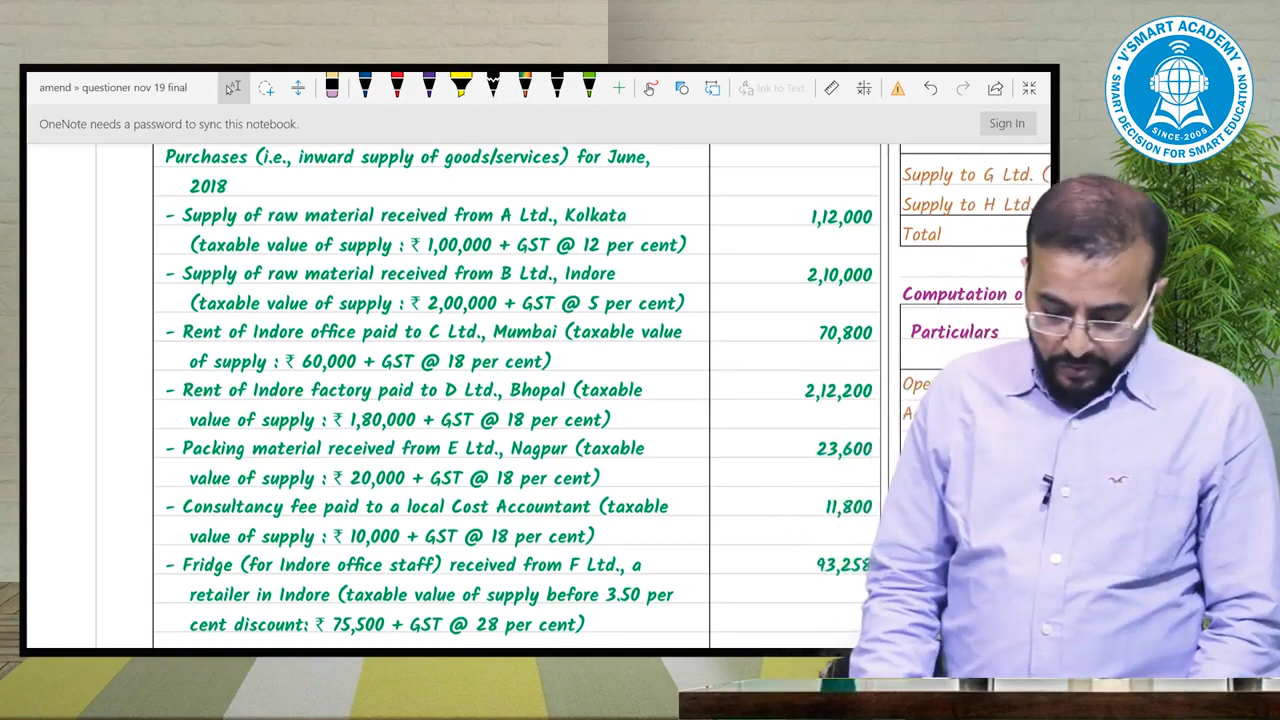 amend » questioner nov 19 final
Ink to Text
OneNote needs a password to sync this notebook.
Sign In
Purchases (i.e., inward supply of goods/services) for June,
2018
- Supply of raw material received from A Ltd., Kolkata 1,12,000
(taxable value of supply : ₹ 1,00,000 + GST @ 12 per cent)
- Supply of raw material received from B Ltd., Indore 2,10,000
(taxable value of supply : ₹ 2,00,000 + GST @ 5 per cent)
- Rent of Indore office paid to C Ltd., Mumbai (taxable value 70,800
of supply : ₹ 60,000 + GST @ 18 per cent)
- Rent of Indore factory paid to D Ltd., Bhopal (taxable 2,12,200
value of supply : ₹ 1,80,000 + GST @ 18 per cent)
- Packing material received from E Ltd., Nagpur (taxable 23,600
value of supply : ₹ 20,000 + GST @ 18 per cent)
- Consultancy fee paid to a local Cost Accountant (taxable 11,800
value of supply : ₹ 10,000 + GST @ 18 per cent)
- Fridge (for Indore office staff) received from F Ltd., a 93,258
retailer in Indore (taxable value of supply before 3.50 per
cent discount: ₹ 75,500 + GST @ 28 per cent)
Supply to G Ltd. (
Supply to H Ltd.
Total
Computation o
Particulars
V'SMART ACADEMY
SMART DECISION FOR SMART EDUCATION
SINCE-2005